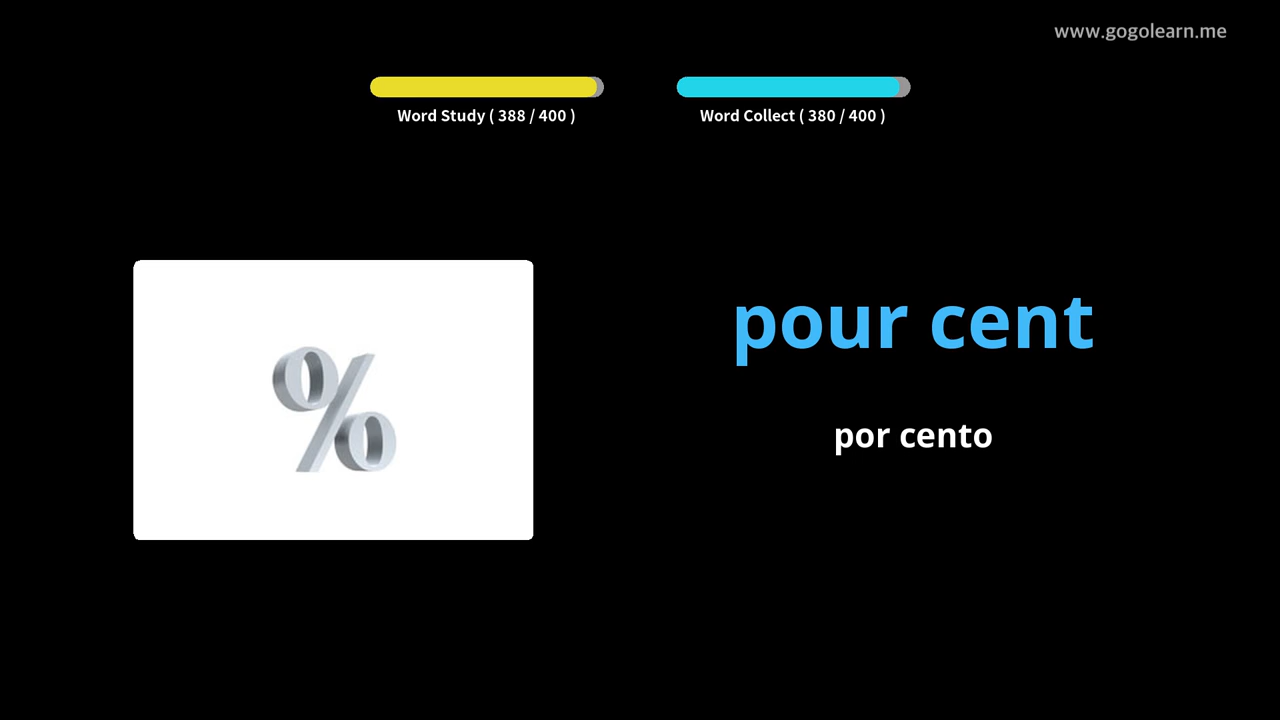 www.gogolearn.me
Word Study ( 388 / 400 )
Word Collect ( 380 / 400 )
%
pour cent
por cento